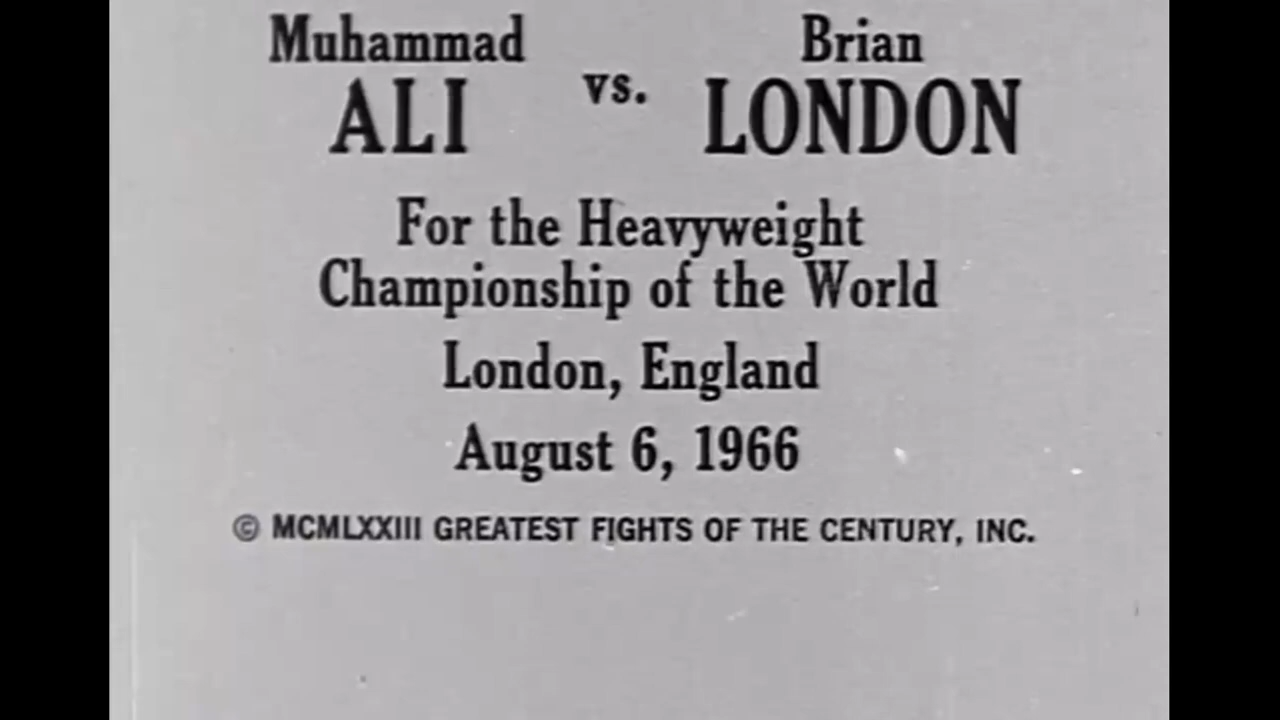 Muhammad Brian
ALI vs. LONDON
For the Heavyweight
Championship of the World
London, England
August 6, 1966
© MCMLXXIII GREATEST FIGHTS OF THE CENTURY, INC.